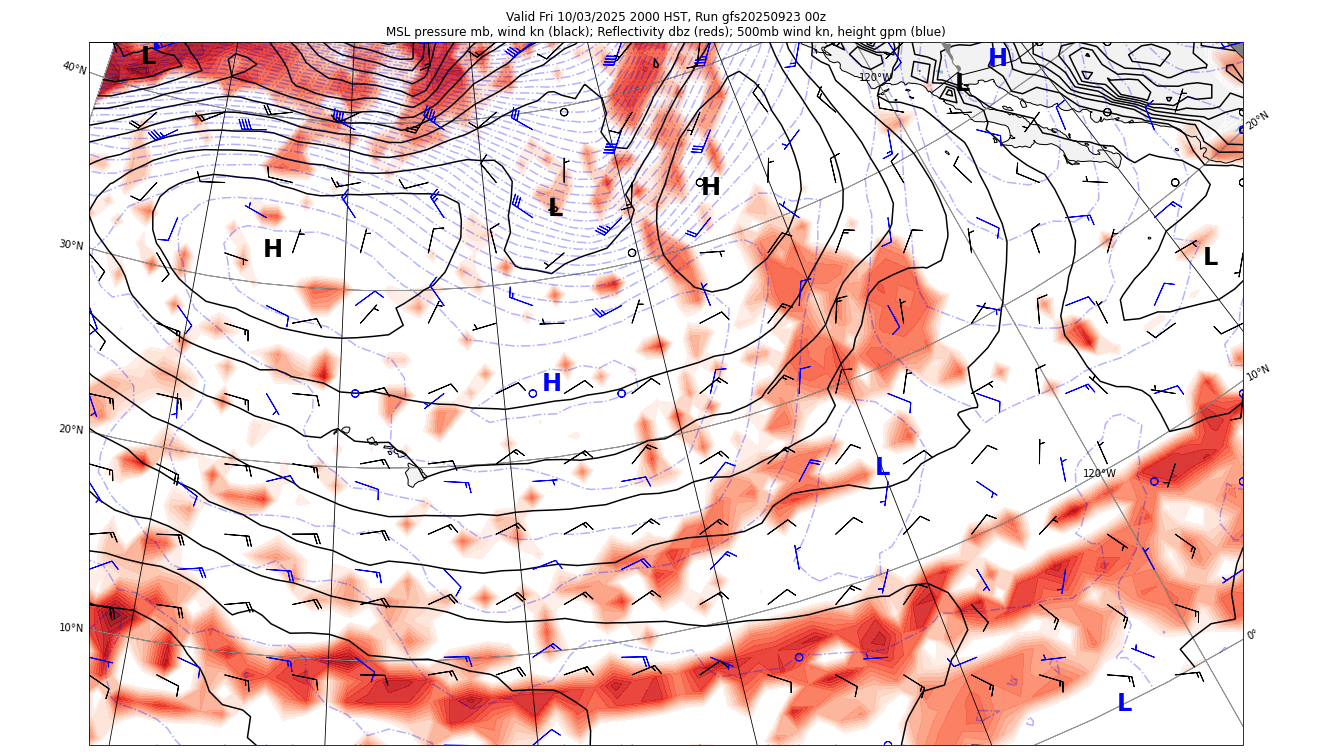 Valid Fri 10/03/2025 2000 HST, Run gfs20250923 00z
MSL pressure mb, wind kn (black); Reflectivity dbz (reds); 500mb wind kn, height gpm (blue)
L
H
40°N
120°W
L
20°N
H
L
30°N
H
L
10°N
H
20°N
L
120°W
10°N
0°
L